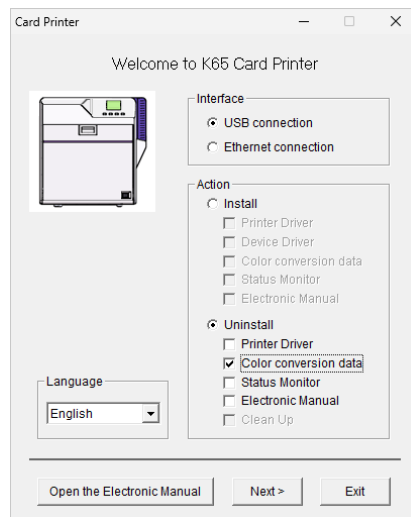 Card Printer
Welcome to K65 Card Printer
Interface
USB connection
Ethernet connection
Action
Install
Printer Driver
Device Driver
Color conversion data
Status Monitor
Electronic Manual
Uninstall
Printer Driver
Color conversion data
Status Monitor
Electronic Manual
Clean Up
Language
English
Open the Electronic Manual
Next >
Exit